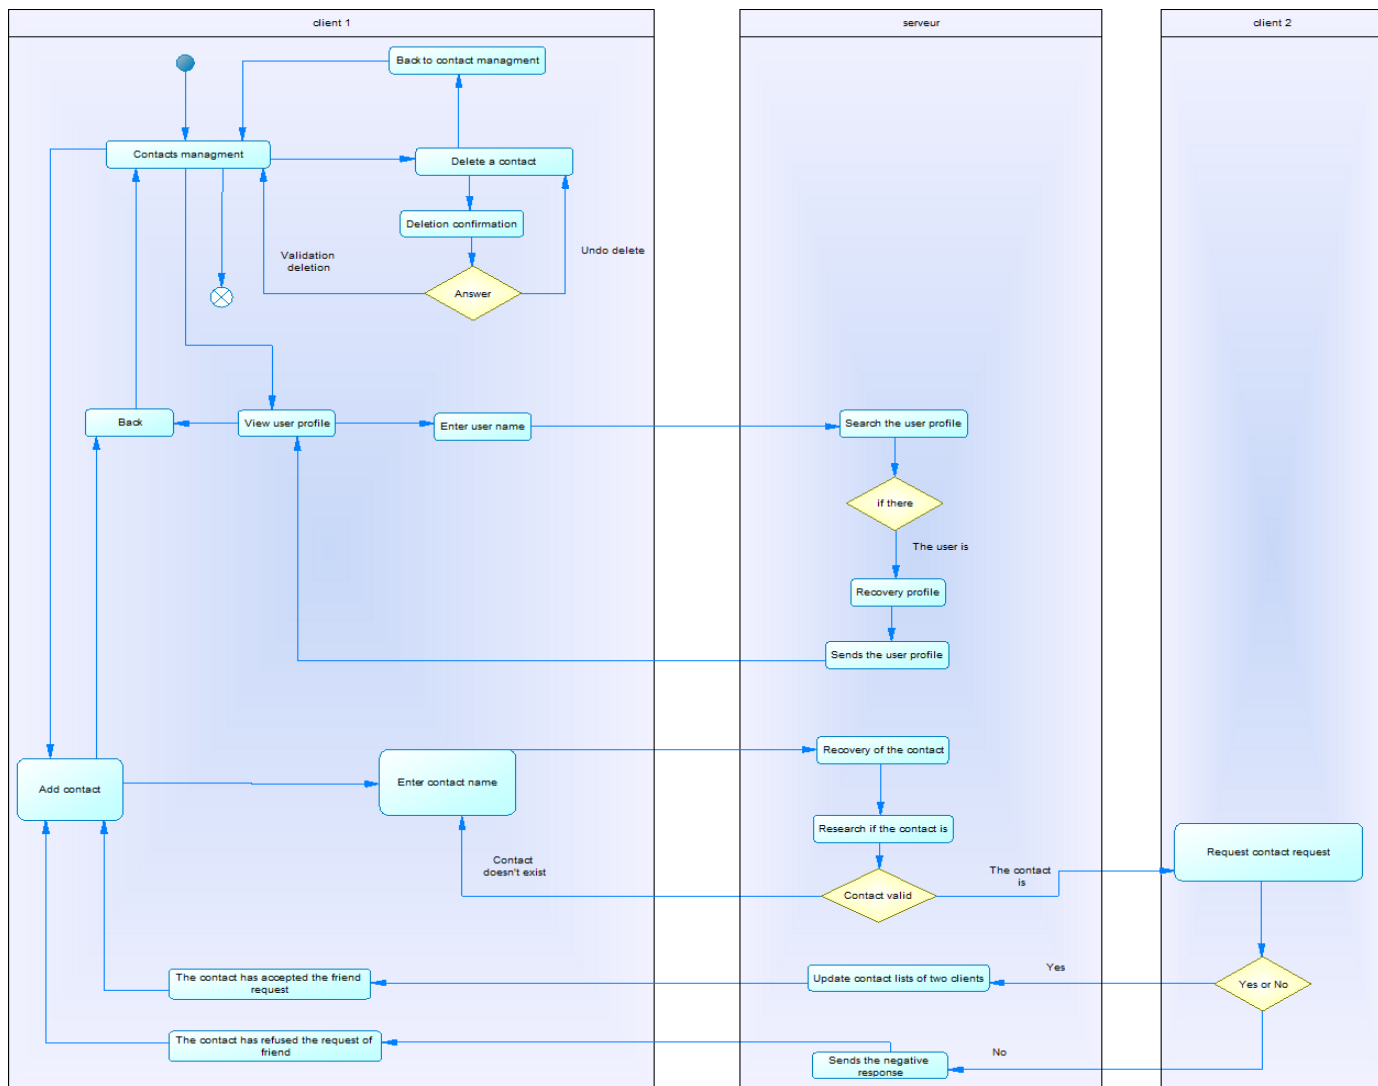 client 1
serveur
client 2
Back to contact managment
Contacts managment
Delete a contact
Deletion confirmation
Validation
deletion
Undo delete
Answer
Back
View user profile
Enter user name
Search the user profile
if there
The user is
Recovery profile
Sends the user profile
Recovery of the contact
Add contact
Enter contact name
Research if the contact is
Request contact request
Contact
doesn't exist
The contact
is
Contact valid
The contact has accepted the friend
request
Update contact lists of two clients
Yes
Yes or No
The contact has refused the request of
friend
Sends the negative
response
No